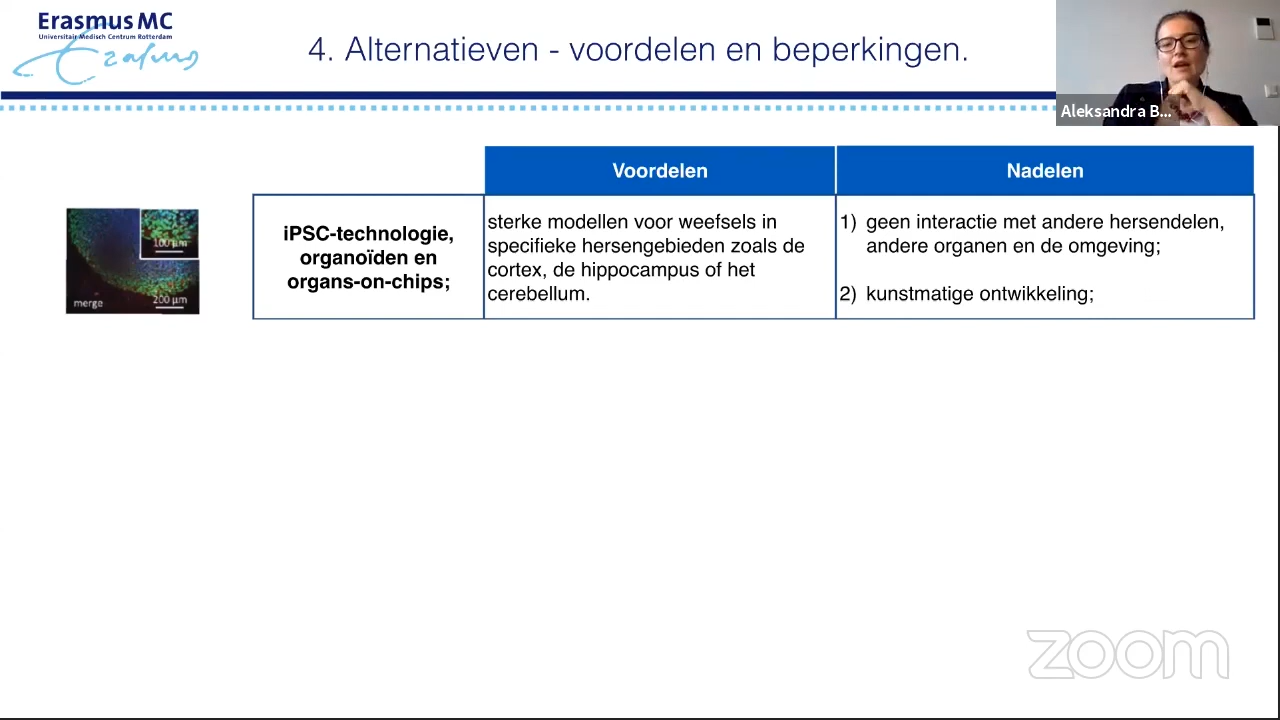 Erasmus MC
Universitair Medisch Centrum Rotterdam
Erasmus
4. Alternatieven - voordelen en beperkingen.
Aleksandra B...
Voordelen
Nadelen
100 µm
merge
200 µm
iPSC-technologie,
organoïden en
organs-on-chips;
sterke modellen voor weefsels in
specifieke hersengebieden zoals de
cortex, de hippocampus of het
cerebellum.
1) geen interactie met andere hersendelen,
andere organen en de omgeving;
2) kunstmatige ontwikkeling;
zoom